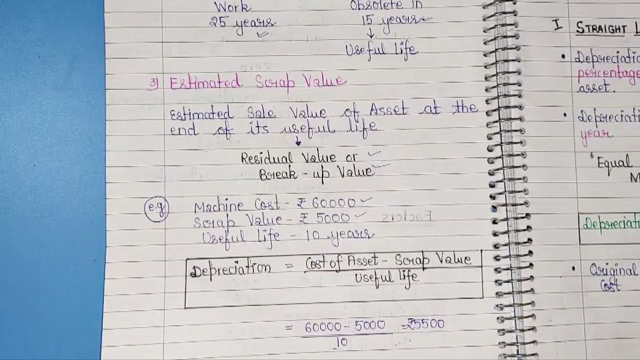 Work
25 years
Obsolete in
15 years
Useful life
3) Estimated Scrap Value
Estimated Sale Value of Asset at the
end of its useful life
Residual Value or
Break-up Value
e.g Machine Cost - ₹ 60000
Scrap Value - ₹ 5000
Useful Life - 10 years
Depreciation = Cost of Asset - Scrap Value
Useful life
= 60000 - 5000 = ₹5500
10
I STRAIGHT L
• Depreciatio
percentage
asset.
• Depreciati
year
"Equal
M
Depreciati
• Original
Cost